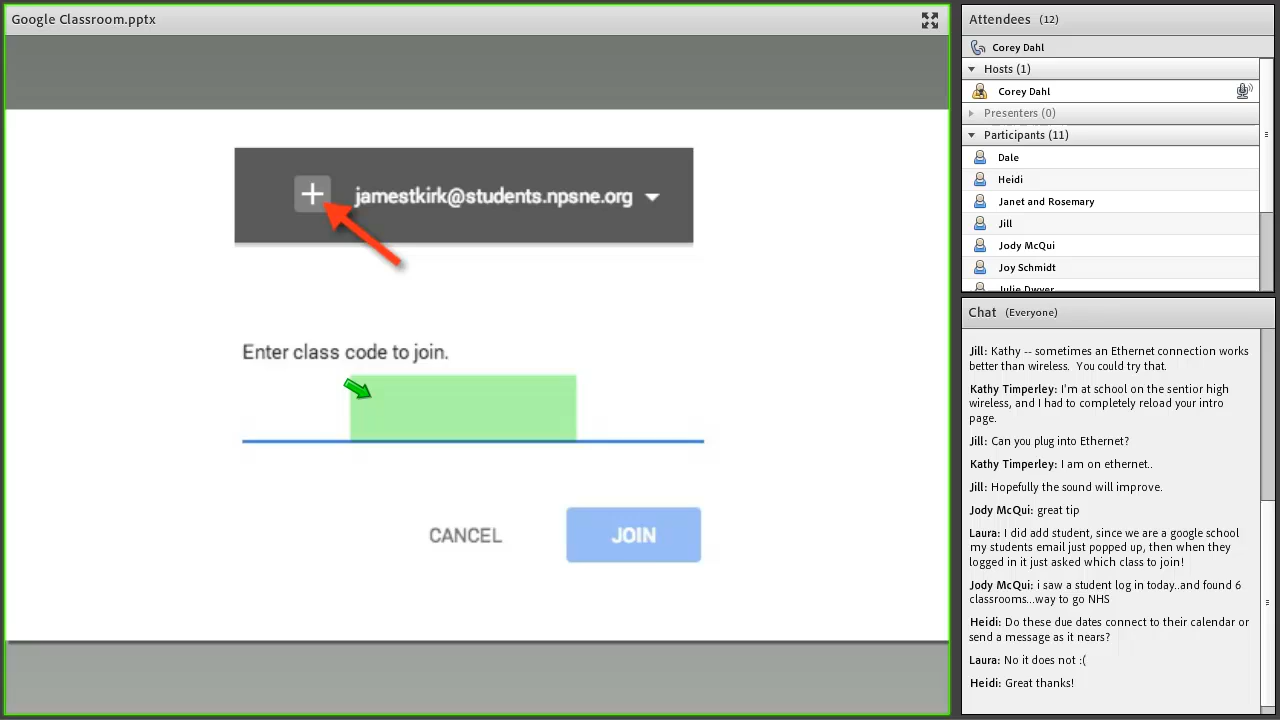 Google Classroom.pptx
jamestkirk@students.npsne.org
Enter class code to join.
CANCEL
JOIN
Attendees (12)
Corey Dahl
Hosts (1)
Corey Dahl
Presenters (0)
Participants (11)
Dale
Heidi
Janet and Rosemary
Jill
Jody McQui
Joy Schmidt
Julie Dwyer
Chat (Everyone)
Jill: Kathy -- sometimes an Ethernet connection works
better than wireless. You could try that.
Kathy Timperley: I'm at school on the sentior high
wireless, and I had to completely reload your intro
page.
Jill: Can you plug into Ethernet?
Kathy Timperley: I am on ethernet..
Jill: Hopefully the sound will improve.
Jody McQui: great tip
Laura: I did add student, since we are a google school
my students email just popped up, then when they
logged in it just asked which class to join!
Jody McQui: i saw a student log in today..and found 6
classrooms...way to go NHS
Heidi: Do these due dates connect to their calendar or
send a message as it nears?
Laura: No it does not :(
Heidi: Great thanks!